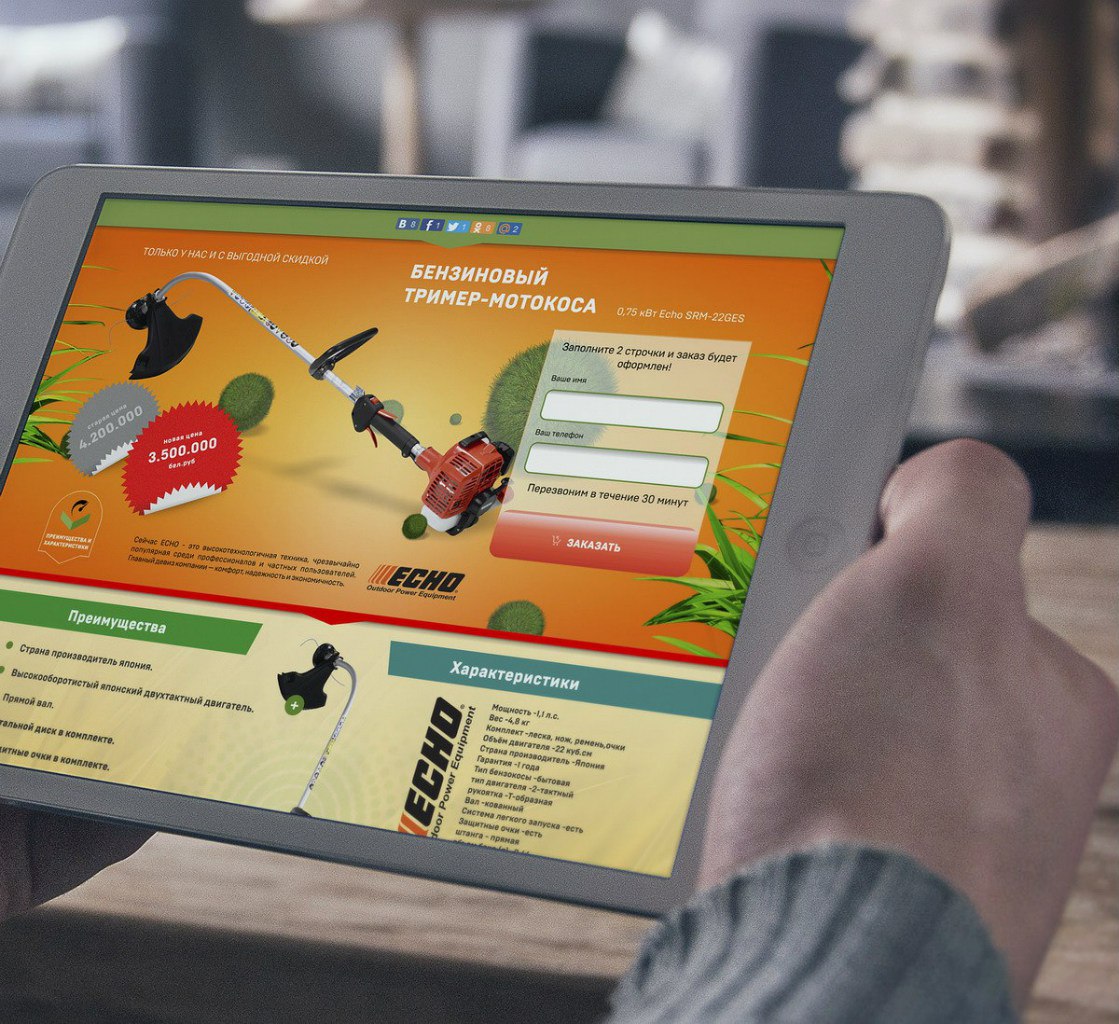 B 8 f 1 1 8 @ 2
ТОЛЬКО У НАС И С ВЫГОДНОЙ СКИДКОЙ
БЕНЗИНОВЫЙ
ТРИМЕР-МОТОКОСА
0,75 кВт Echo SRM-22GES
Заполните 2 строчки и заказ будет
оформлен!
Ваше имя
Ваш телефон
Перезвоним в течение 30 минут
ЗАКАЗАТЬ
старая цена
4.200.000
новая цена
3.500.000
бел.руб
ПРЕИМУЩЕСТВА И
ХАРАКТЕРИСТИКИ
Сейчас ECHO - это высокотехнологичная техника, чрезвычайно
популярная среди профессионалов и частных пользователей.
Главный девиз компании — комфорт, надежность и экономичность.
ECHO
Outdoor Power Equipment
Преимущества
Страна производитель япония.
Высокооборотистый японский двухтактный двигатель.
Прямой вал.
тальной диск в комплекте.
щитные очки в комплекте.
Характеристики
ECHO
door Power Equipment
Мощность -1,1 л.с.
Вес -4,8 кг
Комплект -леска, нож, ремень,очки
Объём двигателя -22 куб.см
Страна производитель -Япония
Гарантия -1 года
Тип бензокосы -бытовая
тип двигателя -2-тактный
рукоятка -Т-образная
Вал -кованный
Система легкого запуска -есть
Защитные очки -есть
штанга - прямая